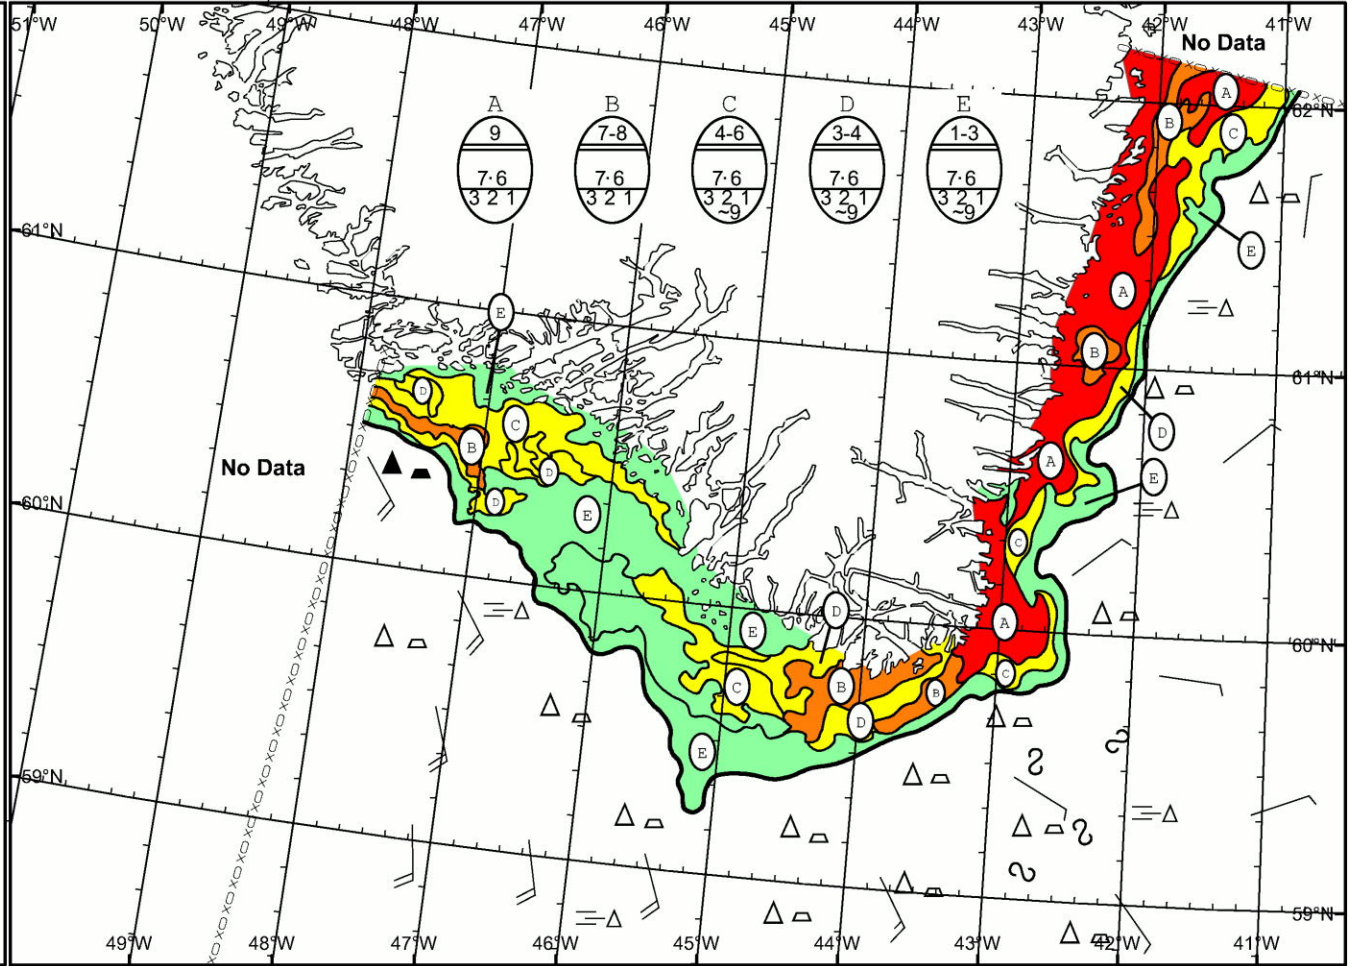 51°W 50°W 49°W 48°W 47°W 46°W 45°W 44°W 43°W 42°W 41°W
No Data
A B C D E
9 7-8 4-6 3-4 1-3
7·6 7·6 7·6 7·6 7·6
3 2 1 3 2 1 3 2 1 3 2 1 3 2 1
~9 ~9 ~9
A
62°N
B
C
61°N
E
A
E
B
61°N
D
C
D
B
A
No Data
D
E
60°N
D
E
C
D
E
A
60°N
C
C
B
B
D
E
59°N
59°N
49°W 48°W 47°W 46°W 45°W 44°W 43°W 42°W 41°W